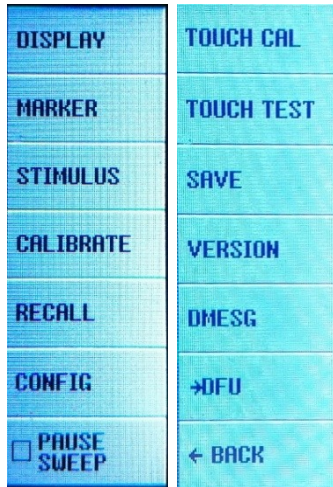 DISPLAY
MARKER
STIMULUS
CALIBRATE
RECALL
CONFIG
PAUSE
SWEEP
TOUCH CAL
TOUCH TEST
SAVE
VERSION
DMESG
→DFU
← BACK